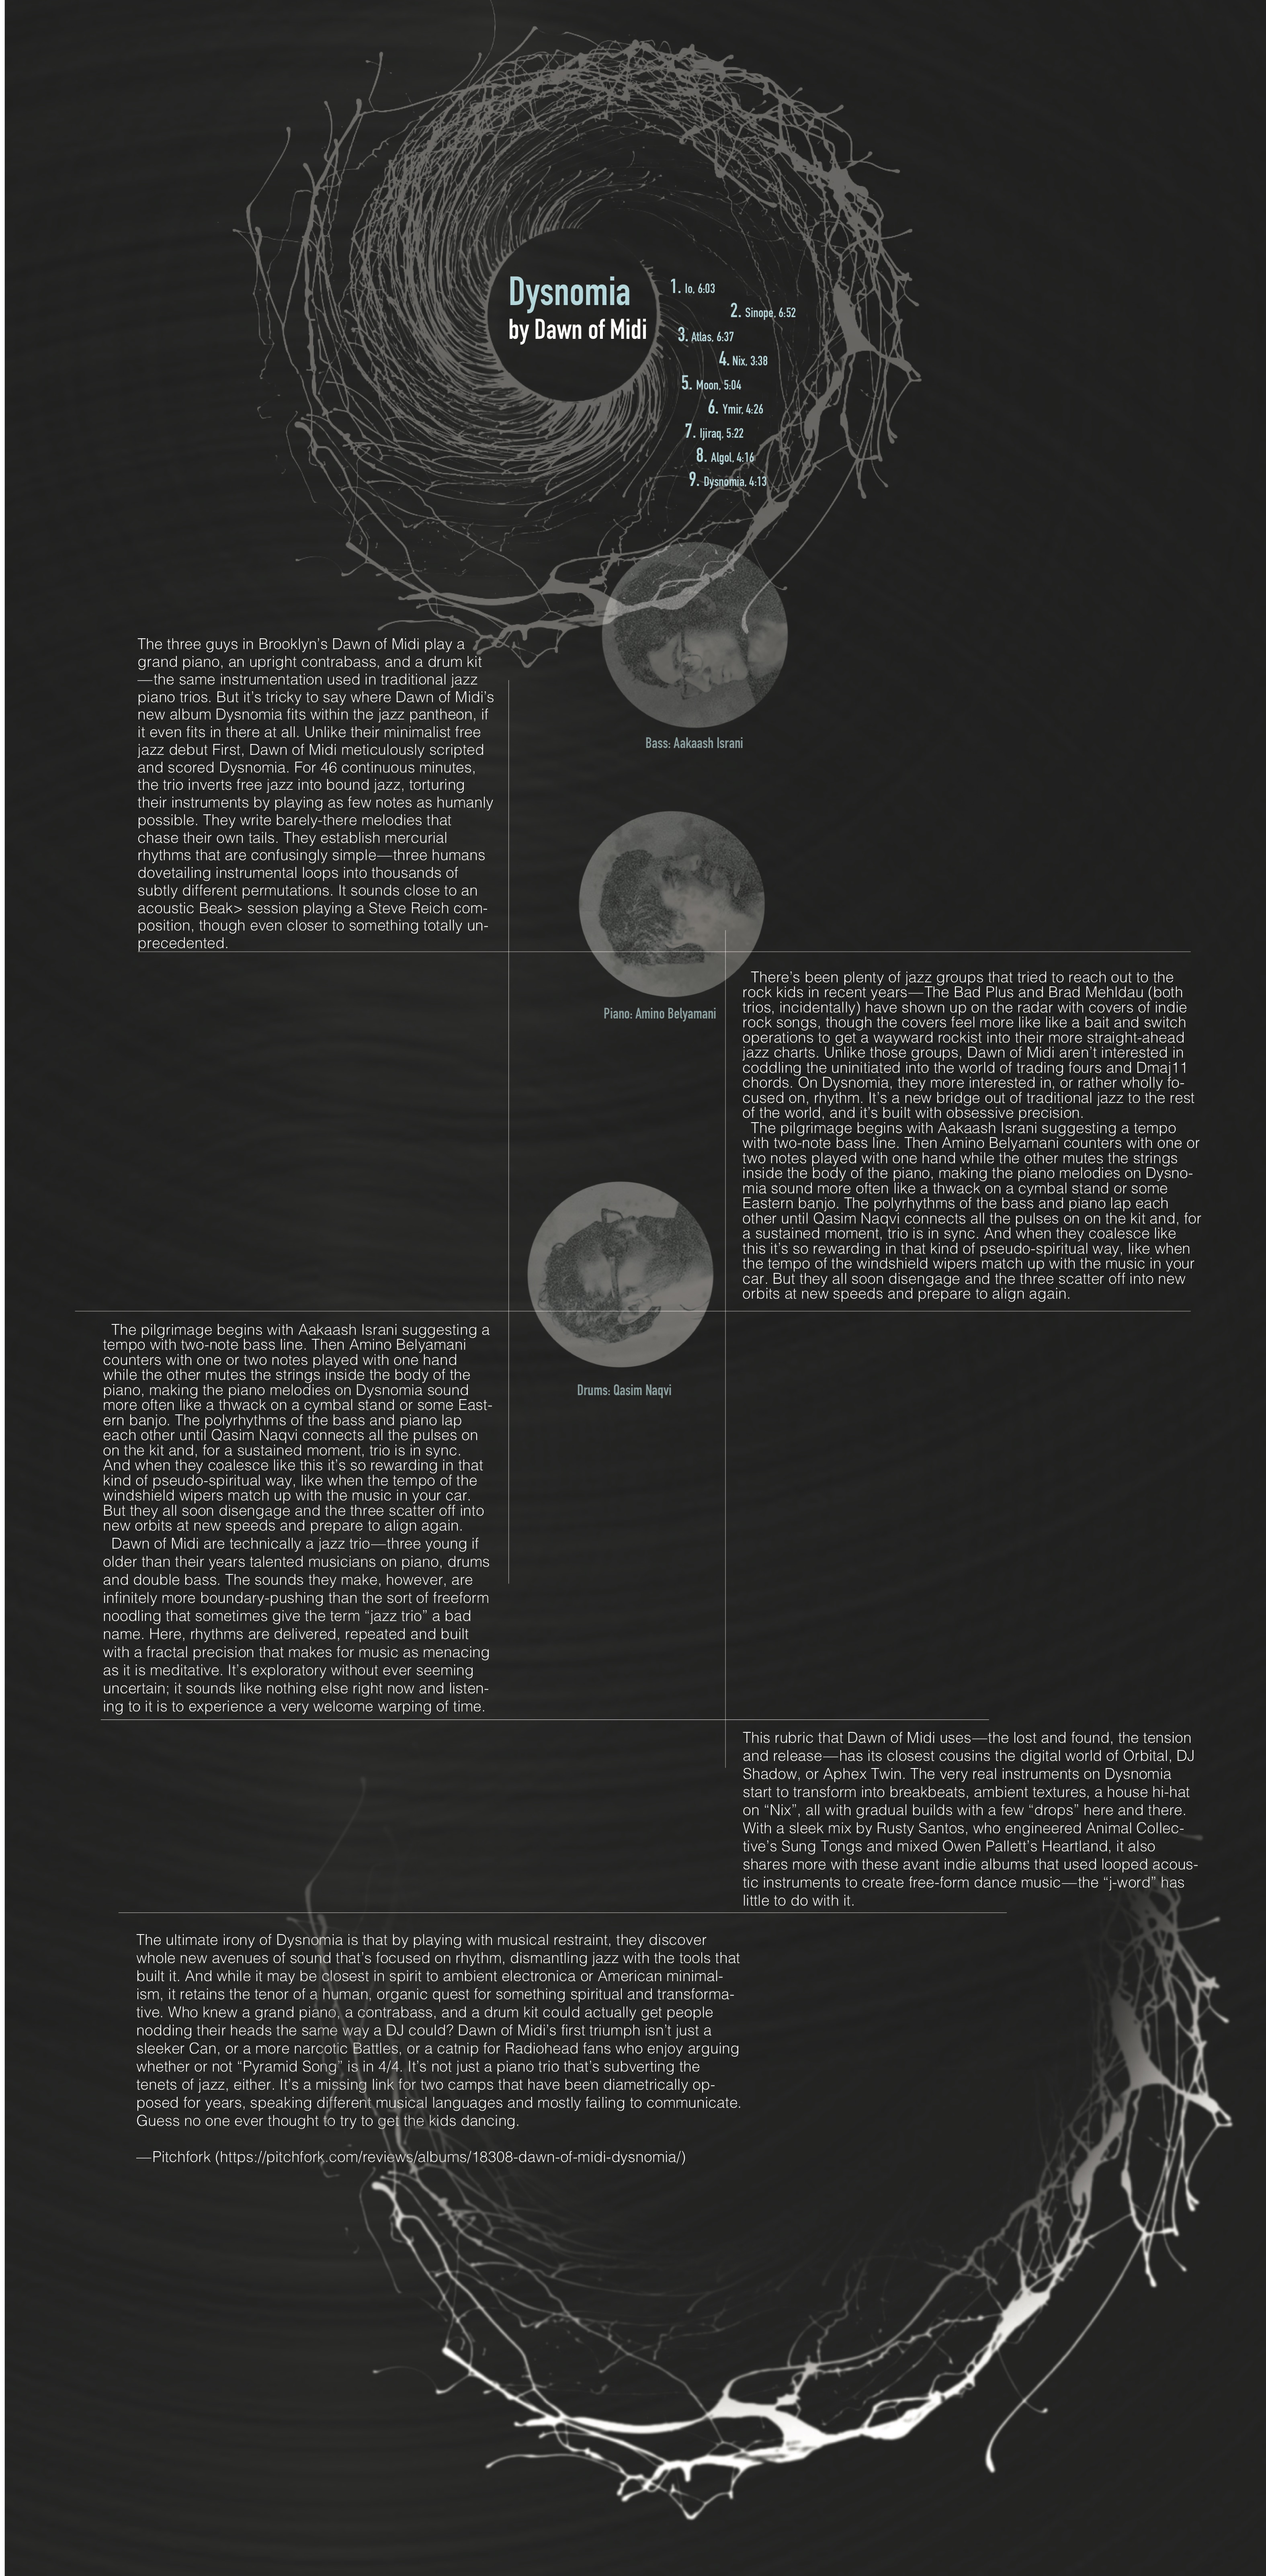 Dysnomia
by Dawn of Midi
1. Io, 6:03
2. Sinope, 6:52
3. Atlas, 6:37
4. Nix, 3:38
5. Moon, 5:04
6. Ymir, 4:26
7. Ijiraq, 5:22
8. Algol, 4:16
9. Dysnomia, 4:13
The three guys in Brooklyn's Dawn of Midi play a
grand piano, an upright contrabass, and a drum kit
—the same instrumentation used in traditional jazz
piano trios. But it's tricky to say where Dawn of Midi's
new album Dysnomia fits within the jazz pantheon, if
it even fits in there at all. Unlike their minimalist free
jazz debut First, Dawn of Midi meticulously scripted
and scored Dysnomia. For 46 continuous minutes,
the trio inverts free jazz into bound jazz, torturing
their instruments by playing as few notes as humanly
possible. They write barely-there melodies that
chase their own tails. They establish mercurial
rhythms that are confusingly simple—three humans
dovetailing instrumental loops into thousands of
subtly different permutations. It sounds close to an
acoustic Beak> session playing a Steve Reich com-
position, though even closer to something totally un-
precedented.
Bass: Aakaash Israni
Piano: Amino Belyamani
There's been plenty of jazz groups that tried to reach out to the
rock kids in recent years—The Bad Plus and Brad Mehldau (both
trios, incidentally) have shown up on the radar with covers of indie
rock songs, though the covers feel more like like a bait and switch
operations to get a wayward rockist into their more straight-ahead
jazz charts. Unlike those groups, Dawn of Midi aren't interested in
coddling the uninitiated into the world of trading fours and Dmaj11
chords. On Dysnomia, they more interested in, or rather wholly fo-
cused on, rhythm. It's a new bridge out of traditional jazz to the rest
of the world, and it's built with obsessive precision.
The pilgrimage begins with Aakaash Israni suggesting a tempo
with two-note bass line. Then Amino Belyamani counters with one or
two notes played with one hand while the other mutes the strings
inside the body of the piano, making the piano melodies on Dysno-
mia sound more often like a thwack on a cymbal stand or some
Eastern banjo. The polyrhythms of the bass and piano lap each
other until Qasim Naqvi connects all the pulses on on the kit and, for
a sustained moment, trio is in sync. And when they coalesce like
this it's so rewarding in that kind of pseudo-spiritual way, like when
the tempo of the windshield wipers match up with the music in your
car. But they all soon disengage and the three scatter off into new
orbits at new speeds and prepare to align again.
Drums: Qasim Naqvi
The pilgrimage begins with Aakaash Israni suggesting a
tempo with two-note bass line. Then Amino Belyamani
counters with one or two notes played with one hand
while the other mutes the strings inside the body of the
piano, making the piano melodies on Dysnomia sound
more often like a thwack on a cymbal stand or some East-
ern banjo. The polyrhythms of the bass and piano lap
each other until Qasim Naqvi connects all the pulses on
on the kit and, for a sustained moment, trio is in sync.
And when they coalesce like this it's so rewarding in that
kind of pseudo-spiritual way, like when the tempo of the
windshield wipers match up with the music in your car.
But they all soon disengage and the three scatter off into
new orbits at new speeds and prepare to align again.
Dawn of Midi are technically a jazz trio—three young if
older than their years talented musicians on piano, drums
and double bass. The sounds they make, however, are
infinitely more boundary-pushing than the sort of freeform
noodling that sometimes give the term “jazz trio” a bad
name. Here, rhythms are delivered, repeated and built
with a fractal precision that makes for music as menacing
as it is meditative. It's exploratory without ever seeming
uncertain; it sounds like nothing else right now and listen-
ing to it is to experience a very welcome warping of time.
This rubric that Dawn of Midi uses—the lost and found, the tension
and release—has its closest cousins the digital world of Orbital, DJ
Shadow, or Aphex Twin. The very real instruments on Dysnomia
start to transform into breakbeats, ambient textures, a house hi-hat
on “Nix”, all with gradual builds with a few “drops” here and there.
With a sleek mix by Rusty Santos, who engineered Animal Collec-
tive's Sung Tongs and mixed Owen Pallett's Heartland, it also
shares more with these avant indie albums that used looped acous-
tic instruments to create free-form dance music—the “j-word” has
little to do with it.
The ultimate irony of Dysnomia is that by playing with musical restraint, they discover
whole new avenues of sound that's focused on rhythm, dismantling jazz with the tools that
built it. And while it may be closest in spirit to ambient electronica or American minimal-
ism, it retains the tenor of a human, organic quest for something spiritual and transforma-
tive. Who knew a grand piano, a contrabass, and a drum kit could actually get people
nodding their heads the same way a DJ could? Dawn of Midi's first triumph isn't just a
sleeker Can, or a more narcotic Battles, or a catnip for Radiohead fans who enjoy arguing
whether or not “Pyramid Song” is in 4/4. It's not just a piano trio that's subverting the
tenets of jazz, either. It's a missing link for two camps that have been diametrically op-
posed for years, speaking different musical languages and mostly failing to communicate.
Guess no one ever thought to try to get the kids dancing.
—Pitchfork (https://pitchfork.com/reviews/albums/18308-dawn-of-midi-dysnomia/)